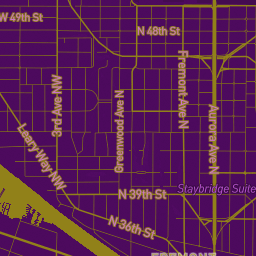 W 49th St
N 48th St
3rd Ave NW
Greenwood Ave N
Fremont Ave N
Aurora Ave N
Leary Way NW
N 39th St
Staybridge Suite
N 36th St
FREMONT